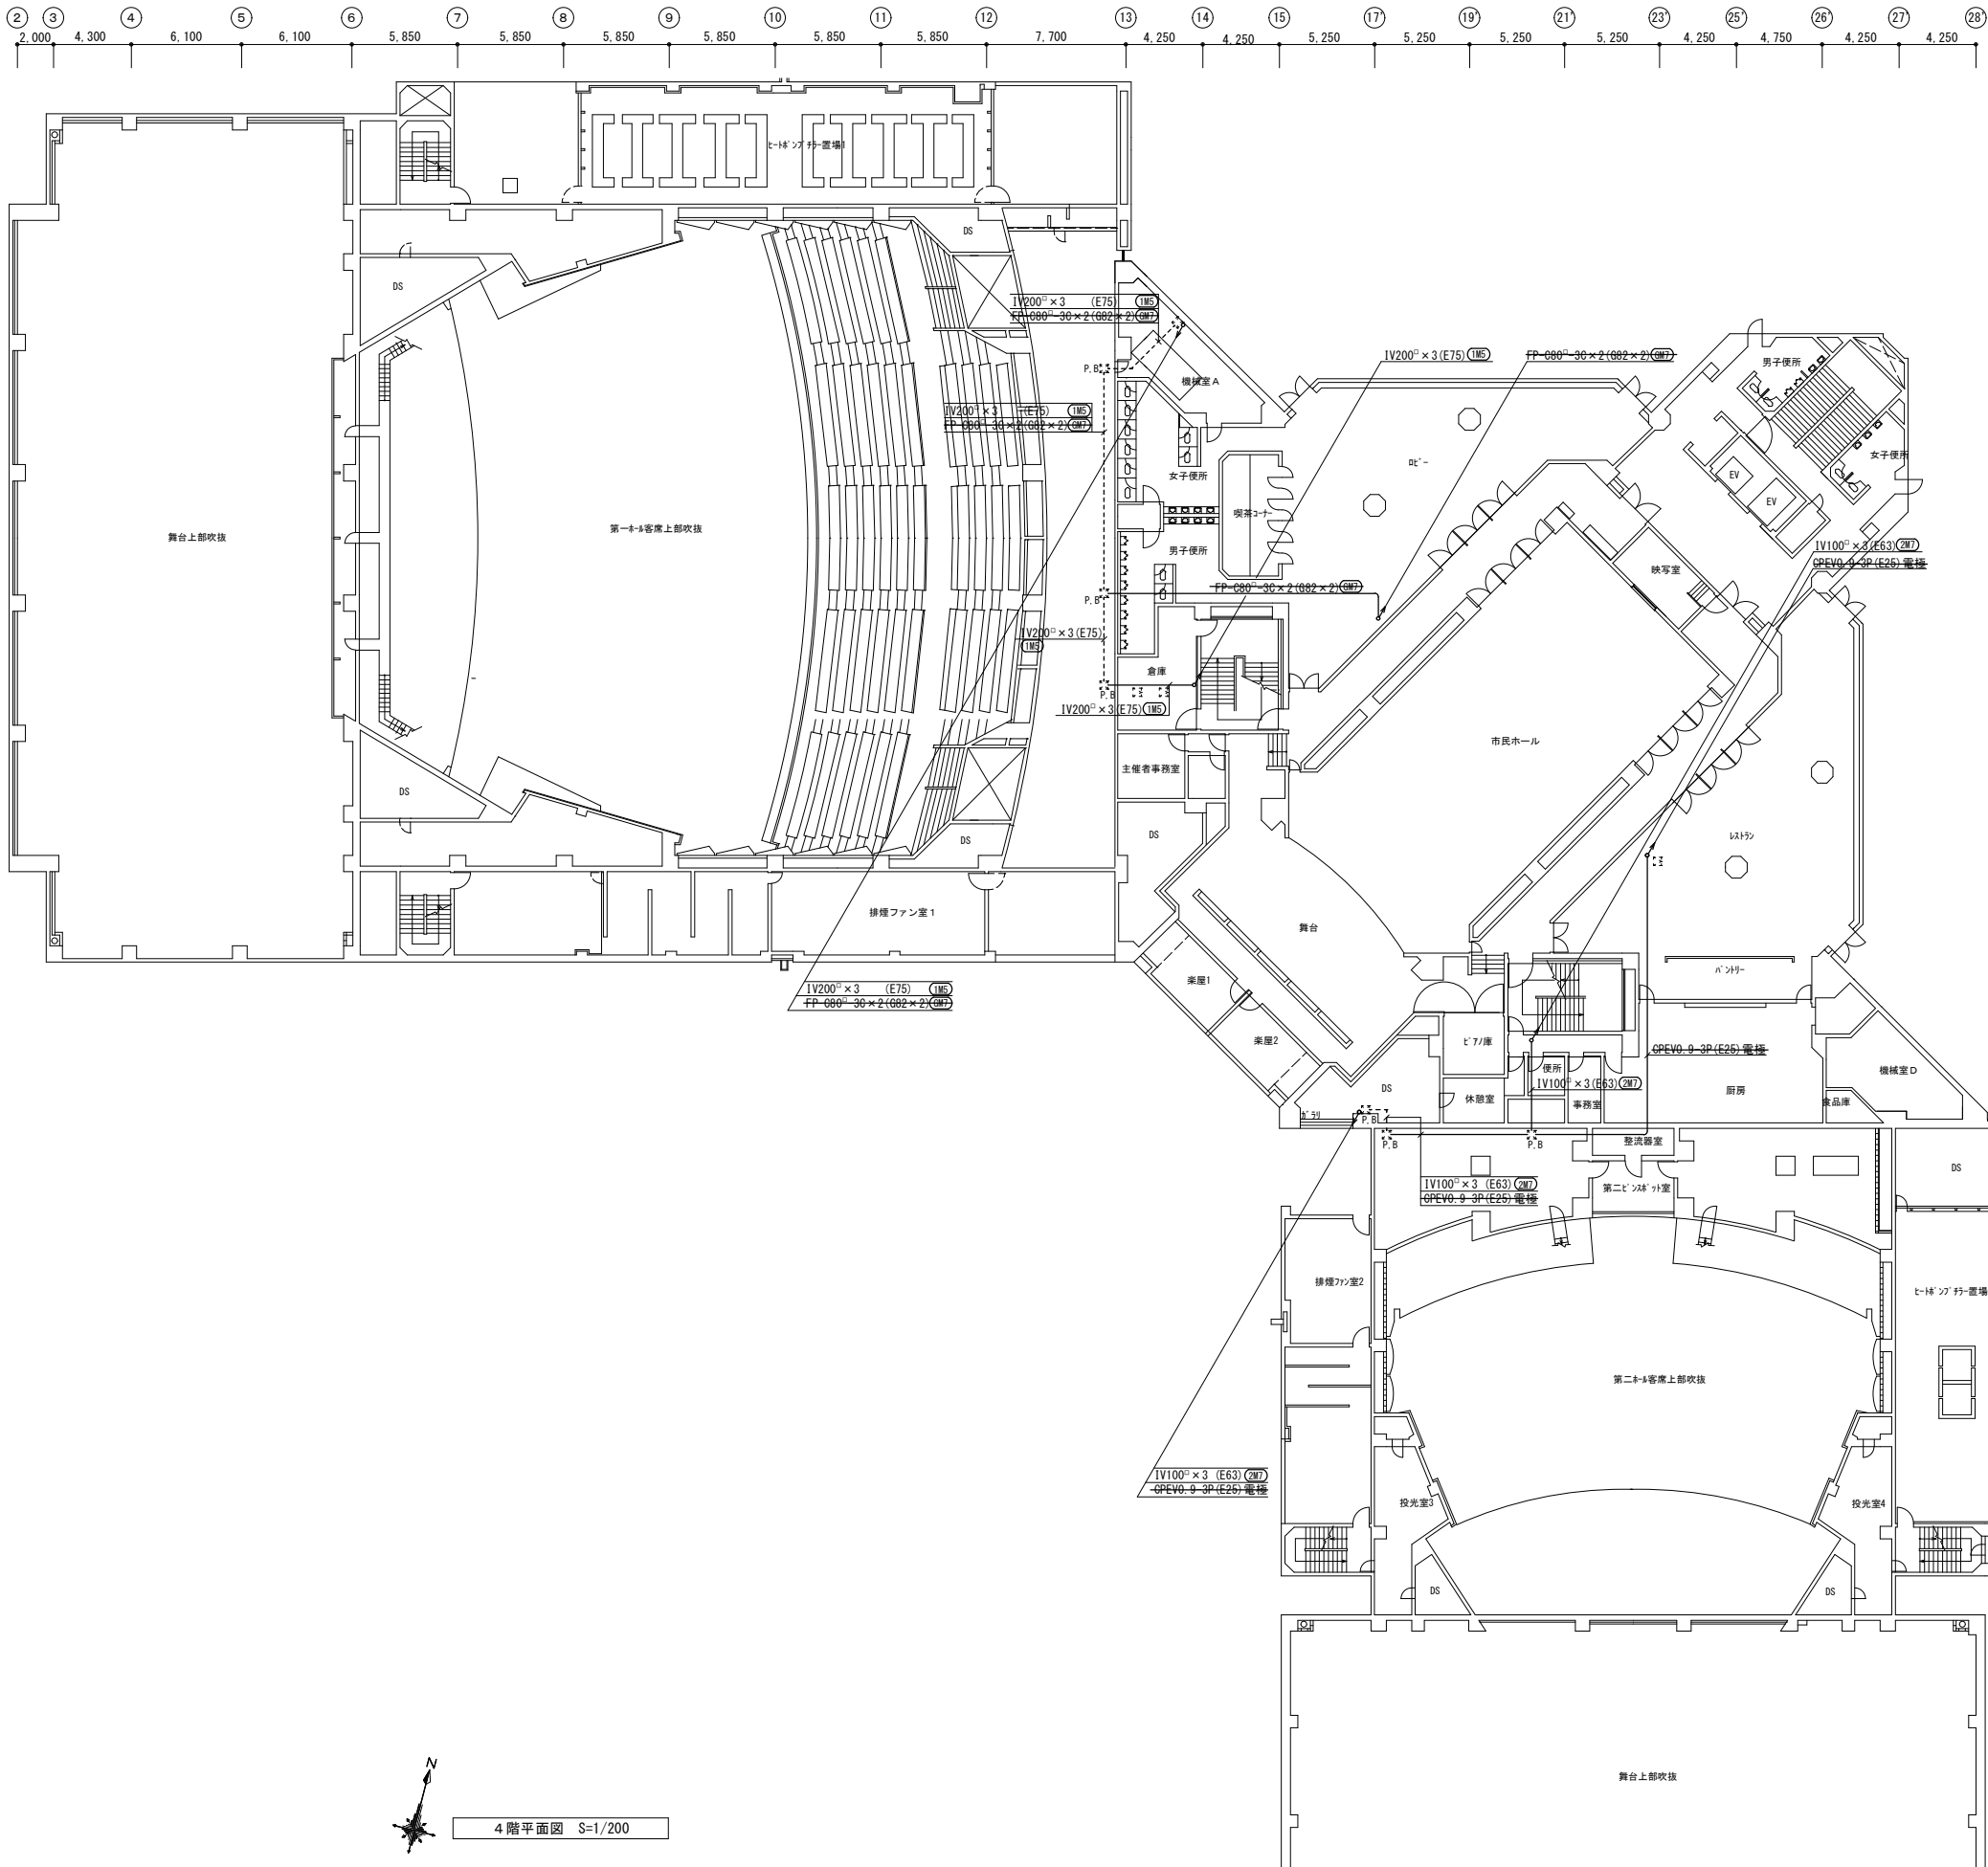 ② ③ ④ ⑤ ⑥ ⑦ ⑧ ⑨ ⑩ ⑪ ⑫ ⑬ ⑭ ⑮ 17' 19' 21' 23' 25' 26' 27' 28'
2,000 4,300 6,100 6,100 5,850 5,850 5,850 5,850 5,850 5,850 7,700 4,250 4,250 5,250 5,250 5,250 5,250 4,250 4,750 4,250 4,250
ﾋｰﾄﾎﾟﾝﾌﾟﾁﾗｰ置場1
DS
DS
IV200□×3 (E75) 1M5
FP-C80□-3C×2(G82×2) GM7
IV200□×3(E75) 1M5
FP-C80□-3C×2(G82×2) GM7
P.B
機械室A
男子便所
IV200□×3 (E75) 1M5
FP-C80□-3C×2(G82×2) GM7
ﾛﾋﾞｰ
女子便所
女子便所
EV
EV
喫茶ｺｰﾅｰ
舞台上部吹抜
第一ﾎｰﾙ客席上部吹抜
男子便所
IV100□×3(E63) 2M7
CPEV0.9-3P(E25)電極
映写室
FP-C80□-3C×2(G82×2) GM7
P.B
IV200□×3(E75)
1M5
倉庫
P.B
IV200□×3(E75) 1M5
市民ホール
主催者事務室
DS
DS
DS
ﾚｽﾄﾗﾝ
排煙ファン室１
舞台
ﾊﾟﾝﾄﾘｰ
楽屋1
IV200□×3 (E75) 1M5
FP-C80□-3C×2(G82×2) GM7
楽屋2
ﾋﾟｱﾉ庫
CPEV0.9-3P(E25)電極
便所
機械室D
IV100□×3(E63) 2M7
DS
厨房
休憩室
事務室
食品庫
ｶﾞﾗﾘ
P.B
P.B
P.B
整流器室
DS
IV100□×3 (E63) 2M7
CPEV0.9-3P(E25)電極
第二ﾋﾟﾝｽﾎﾟｯﾄ室
排煙ﾌｧﾝ室2
ﾋｰﾄﾎﾟﾝﾌﾟﾁﾗｰ置場
第二ﾎｰﾙ客席上部吹抜
IV100□×3 (E63) 2M7
CPEV0.9-3P(E25)電極
投光室3
投光室4
DS
DS
舞台上部吹抜
N
４階平面図　S=1/200